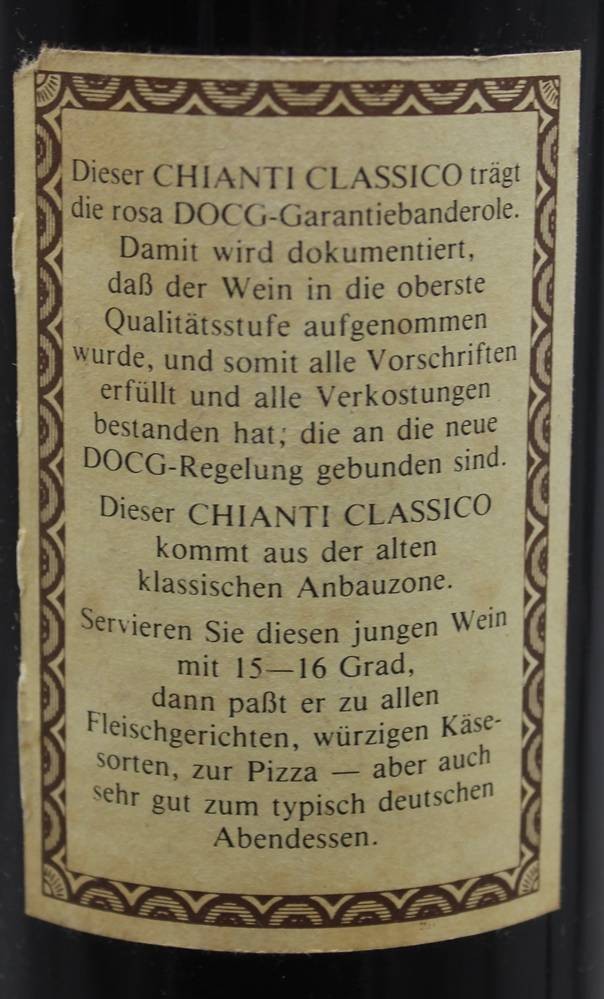 Dieser CHIANTI CLASSICO trägt
die rosa DOCG-Garantiebanderole.
Damit wird dokumentiert,
daß der Wein in die oberste
Qualitätsstufe aufgenommen
wurde, und somit alle Vorschriften
erfüllt und alle Verkostungen
bestanden hat; die an die neue
DOCG-Regelung gebunden sind.
Dieser CHIANTI CLASSICO
kommt aus der alten
klassischen Anbauzone.
Servieren Sie diesen jungen Wein
mit 15—16 Grad,
dann paßt er zu allen
Fleischgerichten, würzigen Käse-
sorten, zur Pizza — aber auch
sehr gut zum typisch deutschen
Abendessen.